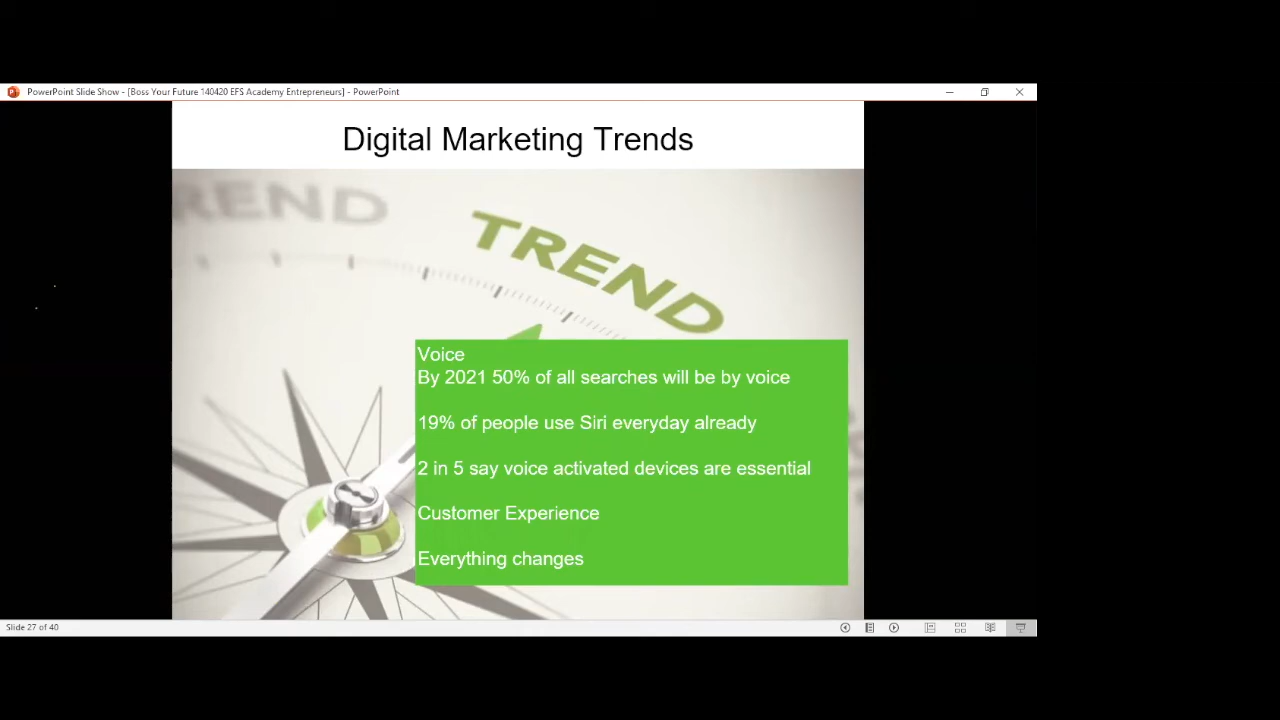 PowerPoint Slide Show - [Boss Your Future 140420 EFS Academy Entrepreneurs] - PowerPoint
Digital Marketing Trends
TREND
TREND
Voice
By 2021 50% of all searches will be by voice
19% of people use Siri everyday already
2 in 5 say voice activated devices are essential
Customer Experience
Everything changes
Slide 27 of 40